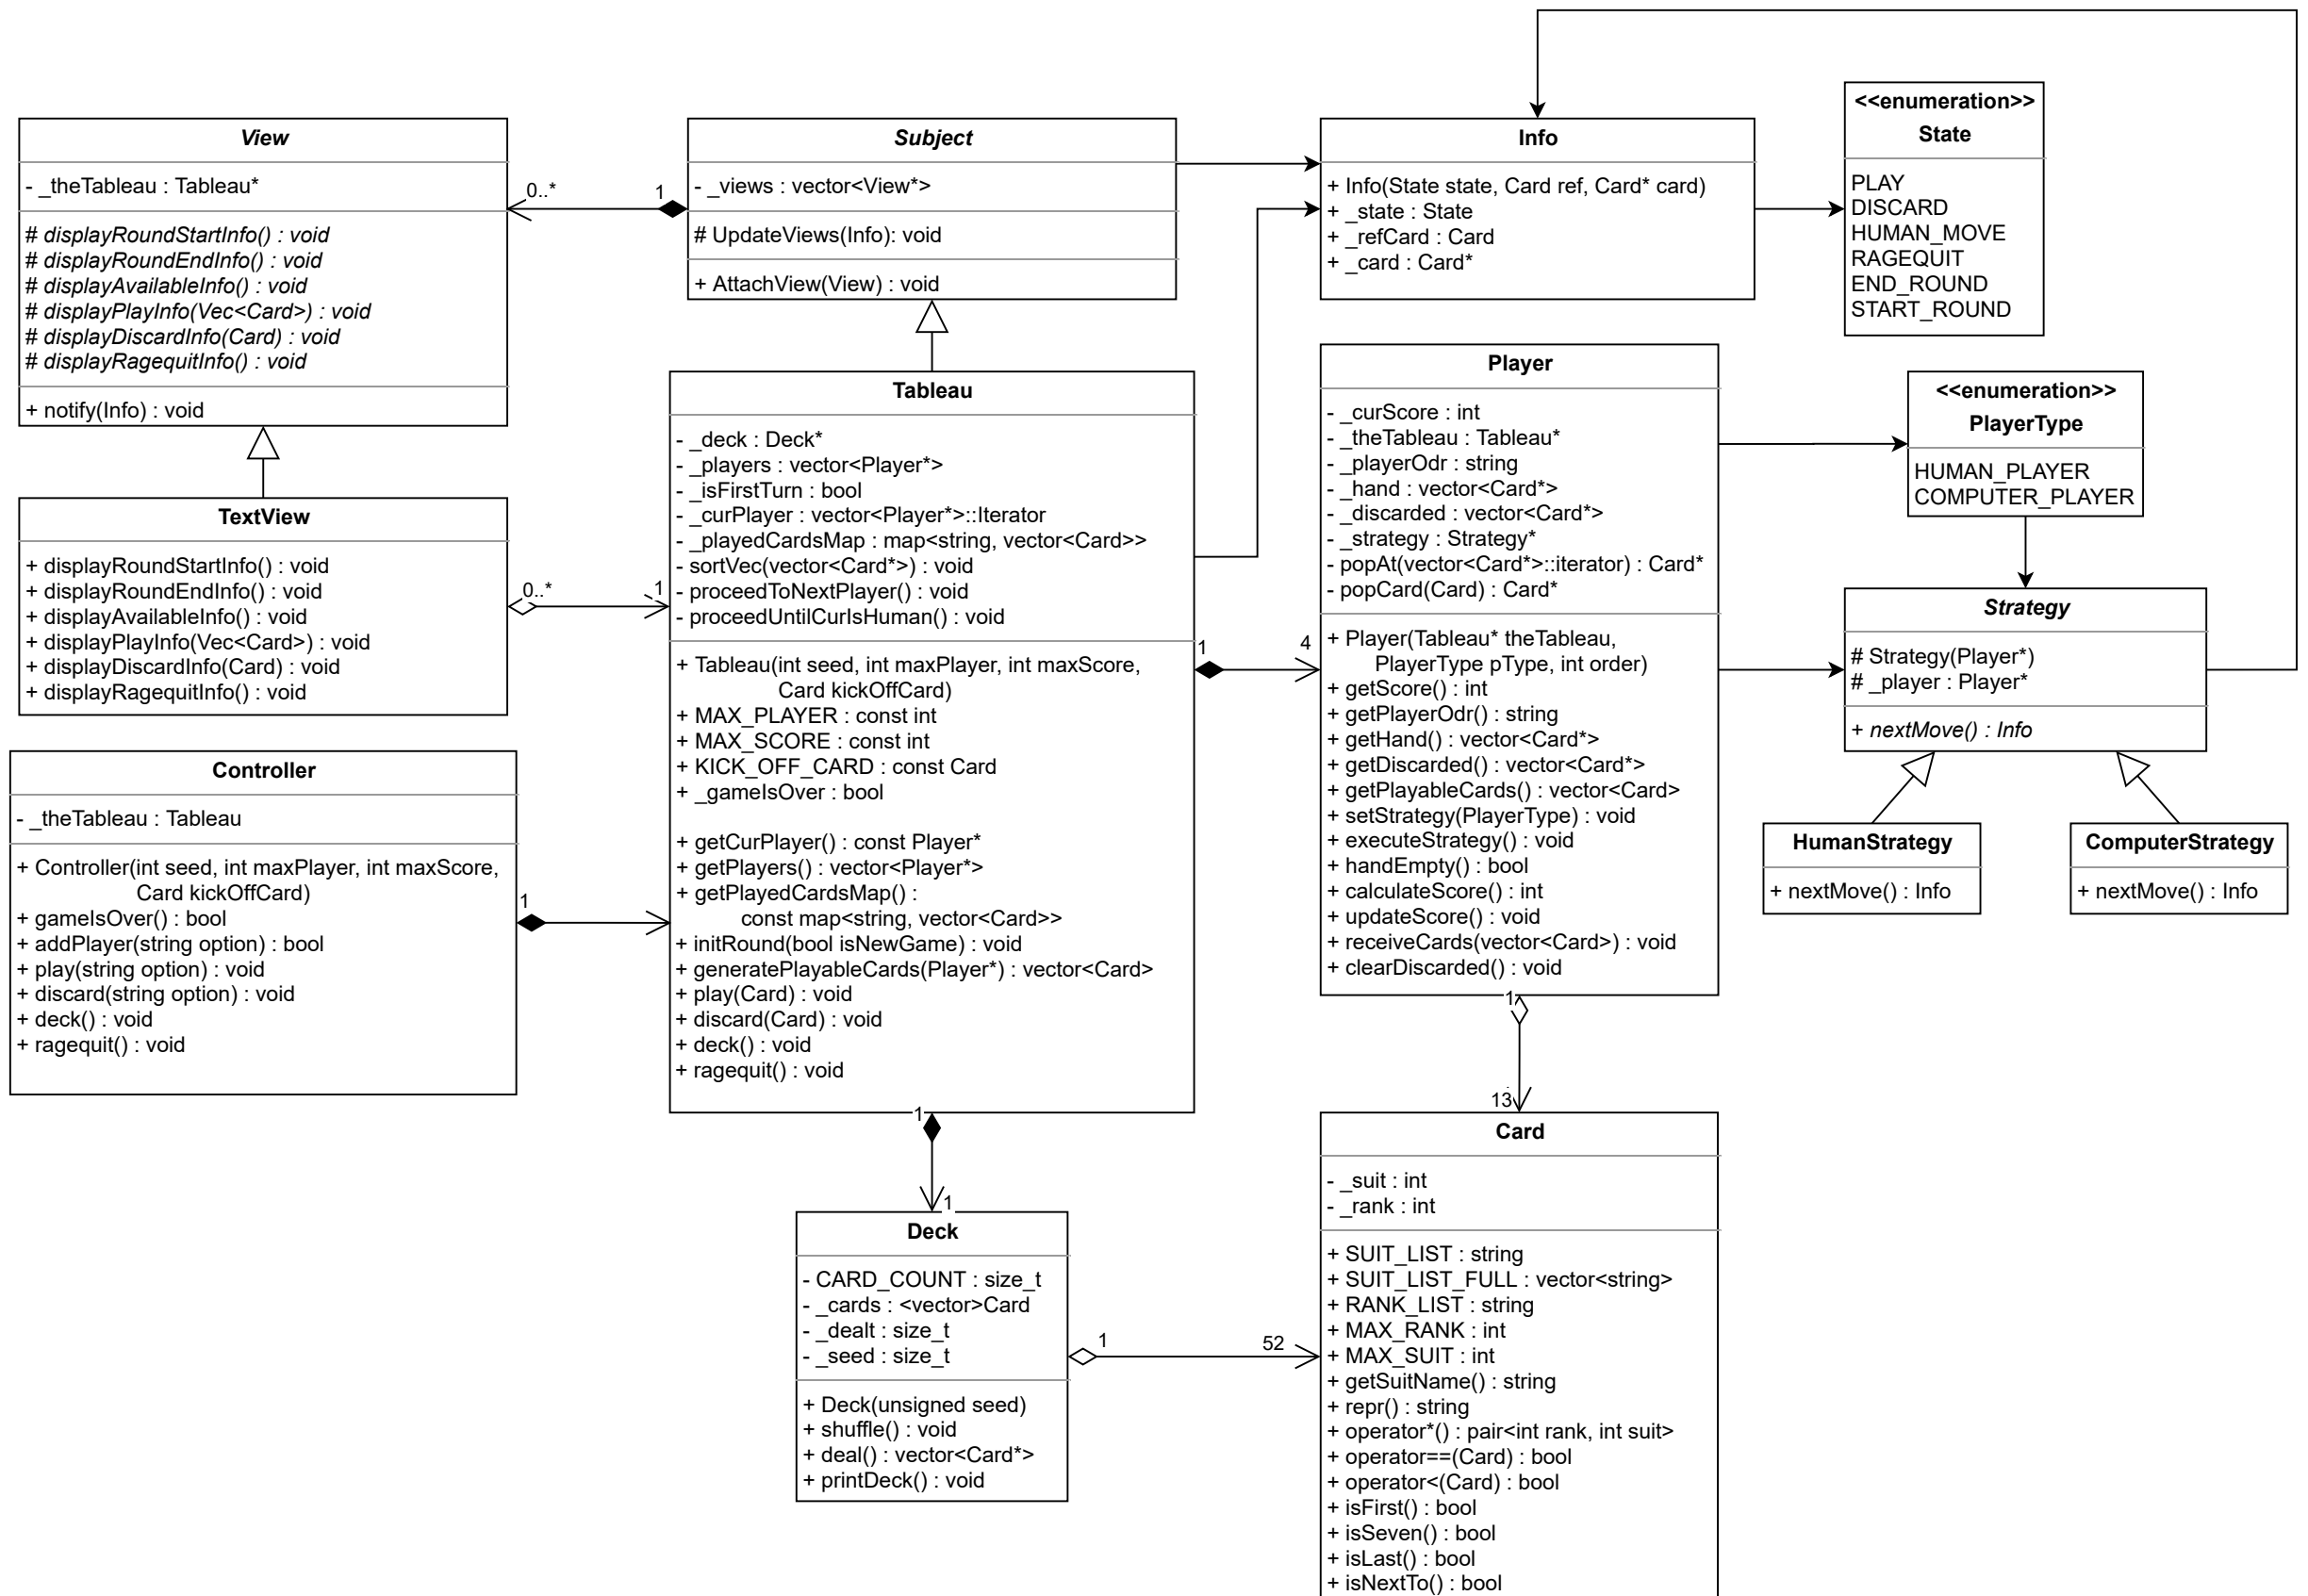 View
- _theTableau : Tableau*
# displayRoundStartInfo() : void
# displayRoundEndInfo() : void
# displayAvailableInfo() : void
# displayPlayInfo(Vec<Card>) : void
# displayDiscardInfo(Card) : void
# displayRagequitInfo() : void
+ notify(Info) : void
0..*
1
Subject
- _views : vector<View*>
# UpdateViews(Info): void
+ AttachView(View) : void
Info
+ Info(State state, Card ref, Card* card)
+ _state : State
+ _refCard : Card
+ _card : Card*
<<enumeration>>
State
PLAY
DISCARD
HUMAN_MOVE
RAGEQUIT
END_ROUND
START_ROUND
TextView
+ displayRoundStartInfo() : void
+ displayRoundEndInfo() : void
+ displayAvailableInfo() : void
+ displayPlayInfo(Vec<Card>) : void
+ displayDiscardInfo(Card) : void
+ displayRagequitInfo() : void
0..*
1
Tableau
- _deck : Deck*
- _players : vector<Player*>
- _isFirstTurn : bool
- _curPlayer : vector<Player*>::Iterator
- _playedCardsMap : map<string, vector<Card>>
- sortVec(vector<Card*>) : void
- proceedToNextPlayer() : void
- proceedUntilCurIsHuman() : void
+ Tableau(int seed, int maxPlayer, int maxScore,
Card kickOffCard)
+ MAX_PLAYER : const int
+ MAX_SCORE : const int
+ KICK_OFF_CARD : const Card
+ _gameIsOver : bool
+ getCurPlayer() : const Player*
+ getPlayers() : vector<Player*>
+ getPlayedCardsMap() :
const map<string, vector<Card>>
+ initRound(bool isNewGame) : void
+ generatePlayableCards(Player*) : vector<Card>
+ play(Card) : void
+ discard(Card) : void
+ deck() : void
+ ragequit() : void
1
4
Player
- _curScore : int
- _theTableau : Tableau*
- _playerOdr : string
- _hand : vector<Card*>
- _discarded : vector<Card*>
- _strategy : Strategy*
- popAt(vector<Card*>::iterator) : Card*
- popCard(Card) : Card*
+ Player(Tableau* theTableau,
PlayerType pType, int order)
+ getScore() : int
+ getPlayerOdr() : string
+ getHand() : vector<Card*>
+ getDiscarded() : vector<Card*>
+ getPlayableCards() : vector<Card>
+ setStrategy(PlayerType) : void
+ executeStrategy() : void
+ handEmpty() : bool
+ calculateScore() : int
+ updateScore() : void
+ receiveCards(vector<Card>) : void
+ clearDiscarded() : void
<<enumeration>>
PlayerType
HUMAN_PLAYER
COMPUTER_PLAYER
Strategy
# Strategy(Player*)
# _player : Player*
+ nextMove() : Info
HumanStrategy
+ nextMove() : Info
ComputerStrategy
+ nextMove() : Info
Controller
- _theTableau : Tableau
+ Controller(int seed, int maxPlayer, int maxScore,
Card kickOffCard)
+ gameIsOver() : bool
+ addPlayer(string option) : bool
+ play(string option) : void
+ discard(string option) : void
+ deck() : void
+ ragequit() : void
1
1
1
Deck
- CARD_COUNT : size_t
- _cards : <vector>Card
- _dealt : size_t
- _seed : size_t
+ Deck(unsigned seed)
+ shuffle() : void
+ deal() : vector<Card*>
+ printDeck() : void
1
52
1
13
Card
- _suit : int
- _rank : int
+ SUIT_LIST : string
+ SUIT_LIST_FULL : vector<string>
+ RANK_LIST : string
+ MAX_RANK : int
+ MAX_SUIT : int
+ getSuitName() : string
+ repr() : string
+ operator*() : pair<int rank, int suit>
+ operator==(Card) : bool
+ operator<(Card) : bool
+ isFirst() : bool
+ isSeven() : bool
+ isLast() : bool
+ isNextTo() : bool